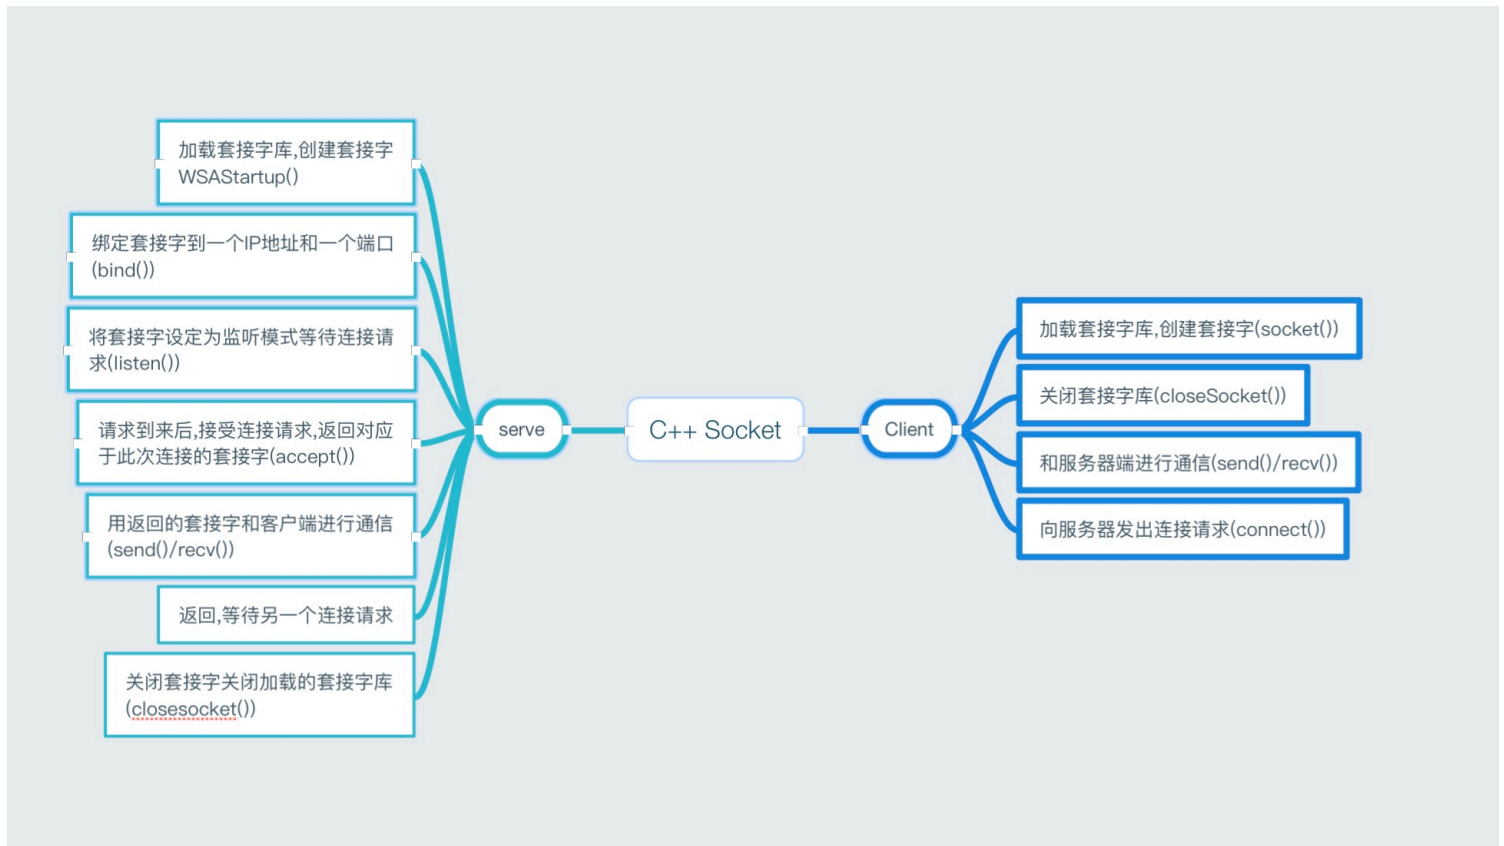 加载套接字库,创建套接字
WSAStartup()
绑定套接字到一个IP地址和一个端口
(bind())
将套接字设定为监听模式等待连接请
求(listen())
请求到来后,接受连接请求,返回对应
于此次连接的套接字(accept())
用返回的套接字和客户端进行通信
(send()/recv())
返回,等待另一个连接请求
关闭套接字关闭加载的套接字库
(closesocket())
serve
C++ Socket
Client
加载套接字库,创建套接字(socket())
关闭套接字库(closeSocket())
和服务器端进行通信(send()/recv())
向服务器发出连接请求(connect())